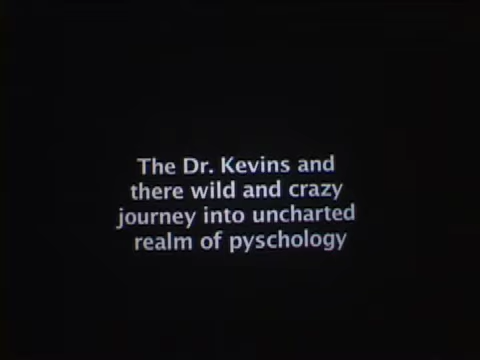 The Dr. Kevins and
there wild and crazy
journey into uncharted
realm of pyschology